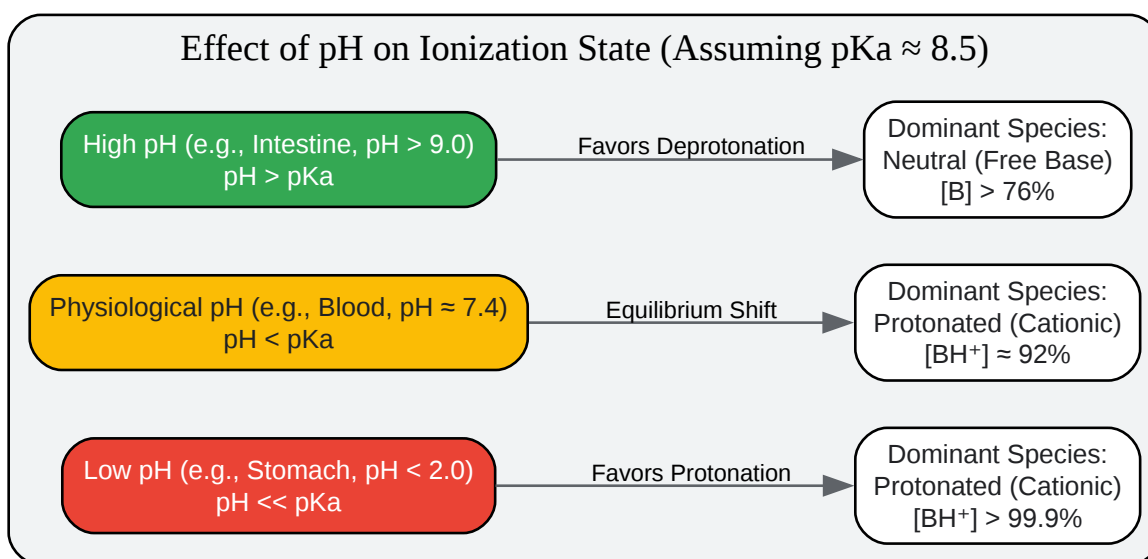 Effect of pH on Ionization State (Assuming pKa ≈ 8.5)
High pH (e.g., Intestine, pH > 9.0)
pH > pKa
Favors Deprotonation
Dominant Species:
Neutral (Free Base)
[B] > 76%
Physiological pH (e.g., Blood, pH ≈ 7.4)
pH < pKa
Equilibrium Shift
Dominant Species:
Protonated (Cationic)
[BH⁺] ≈ 92%
Low pH (e.g., Stomach, pH < 2.0)
pH << pKa
Favors Protonation
Dominant Species:
Protonated (Cationic)
[BH⁺] > 99.9%